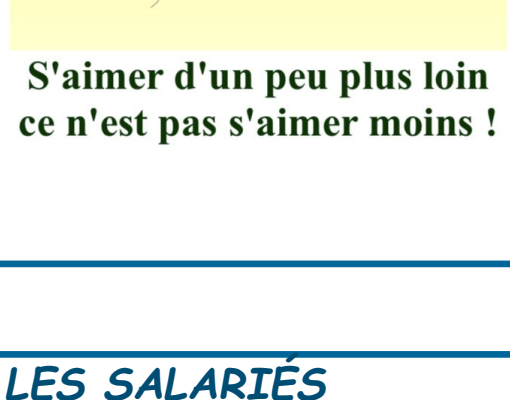 S'aimer d'un peu plus loin
ce n'est pas s'aimer moins !
LES SALARIÉS